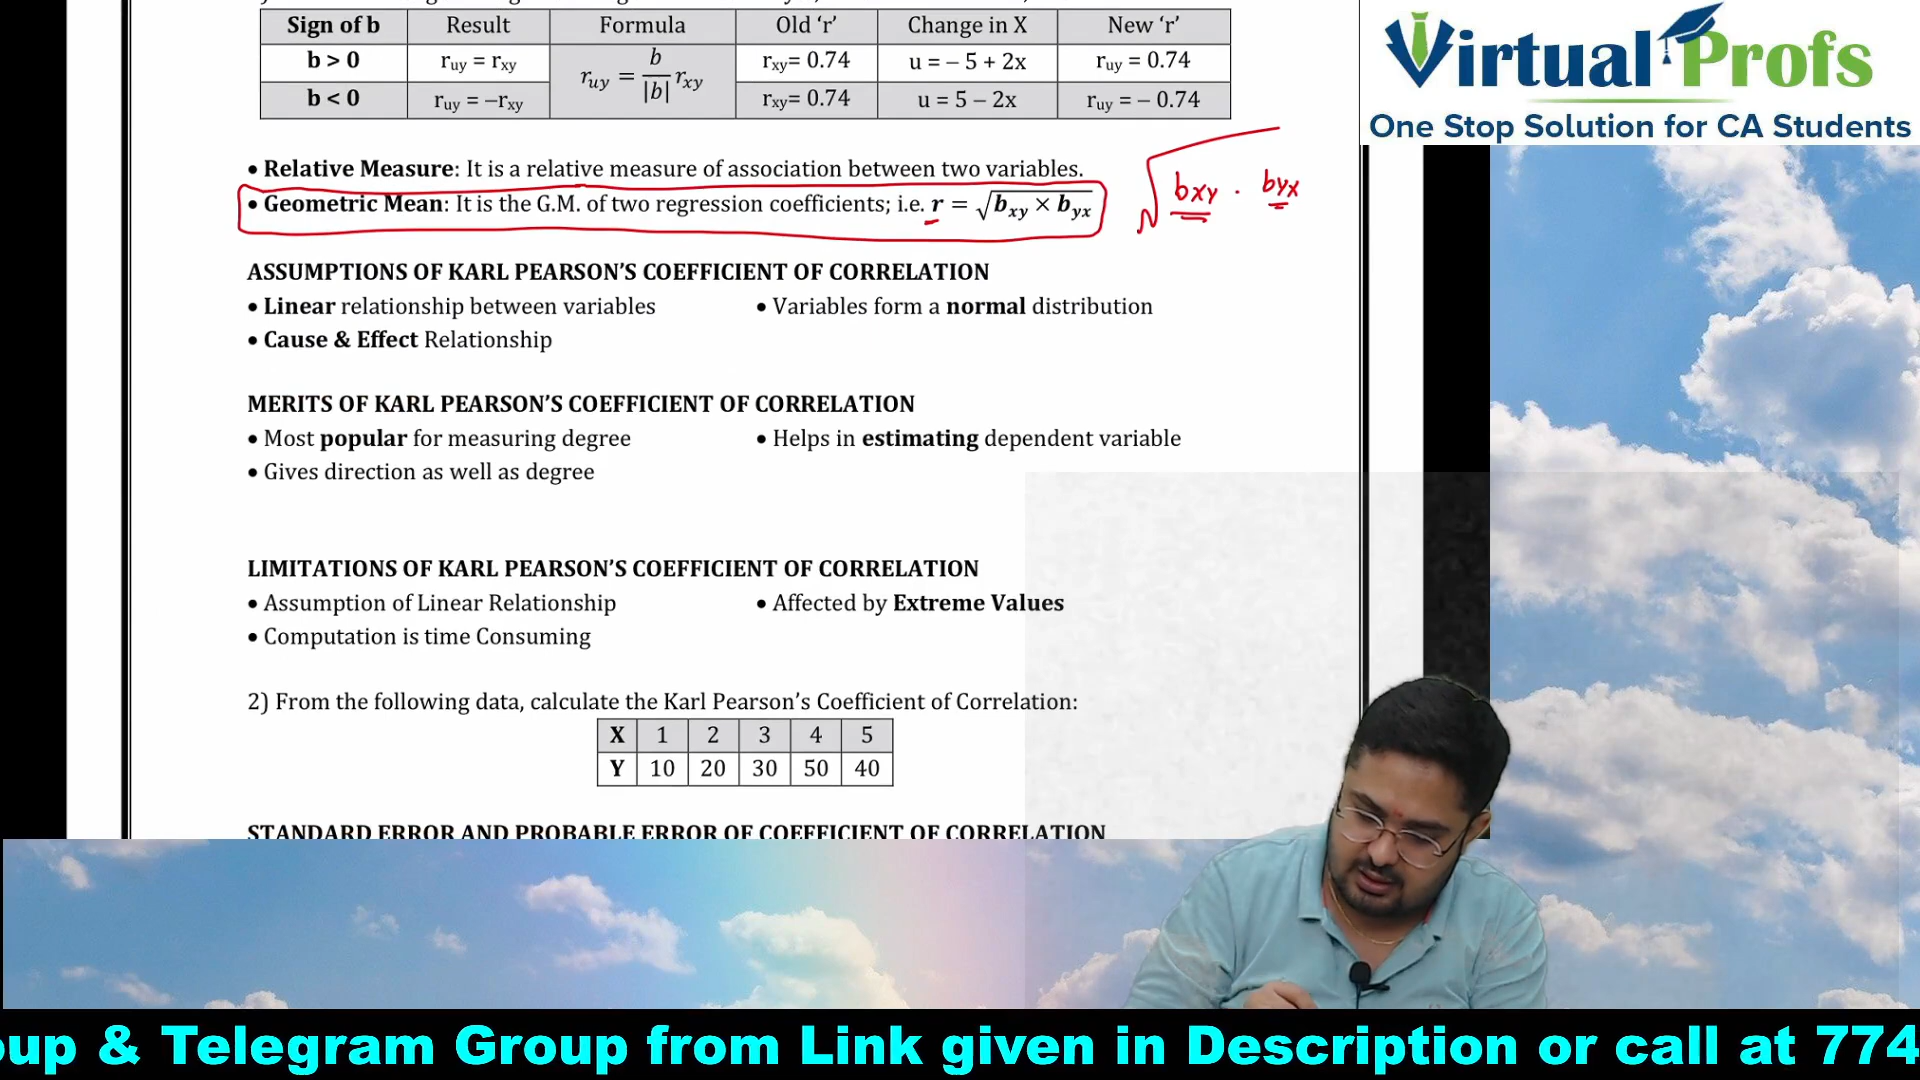 Sign of b Result Formula Old ‘r’ Change in X New ‘r’
b > 0 ruy = rxy ruy = b/|b| rxy rxy= 0.74 u = – 5 + 2x ruy = 0.74
b < 0 ruy = –rxy rxy= 0.74 u = 5 – 2x ruy = – 0.74
• Relative Measure: It is a relative measure of association between two variables.
• Geometric Mean: It is the G.M. of two regression coefficients; i.e. r = √bxy × byx
√bxy · byx
ASSUMPTIONS OF KARL PEARSON’S COEFFICIENT OF CORRELATION
• Linear relationship between variables • Variables form a normal distribution
• Cause & Effect Relationship
MERITS OF KARL PEARSON’S COEFFICIENT OF CORRELATION
• Most popular for measuring degree • Helps in estimating dependent variable
• Gives direction as well as degree
LIMITATIONS OF KARL PEARSON’S COEFFICIENT OF CORRELATION
• Assumption of Linear Relationship • Affected by Extreme Values
• Computation is time Consuming
2) From the following data, calculate the Karl Pearson’s Coefficient of Correlation:
X 1 2 3 4 5
Y 10 20 30 50 40
STANDARD ERROR AND PROBABLE ERROR OF COEFFICIENT OF CORRELATION
Virtual Profs
One Stop Solution for CA Students
oup & Telegram Group from Link given in Description or call at 774